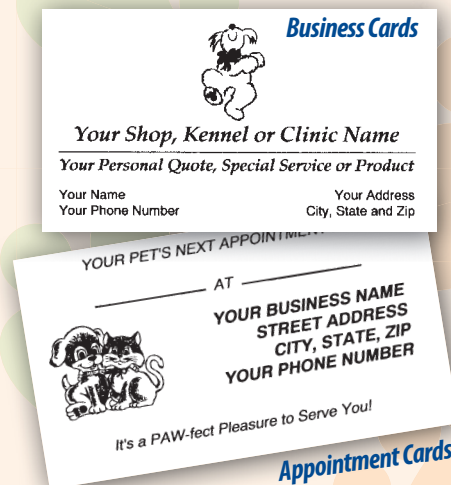 Business Cards
Your Shop, Kennel or Clinic Name
Your Personal Quote, Special Service or Product
Your Name
Your Address
Your Phone Number
City, State and Zip
YOUR PET'S NEXT
AT
YOUR BUSINESS NAME
STREET ADDRESS
CITY, STATE, ZIP
YOUR PHONE NUMBER
It's a PAW-fect Pleasure to Serve You!
Appointment Cards